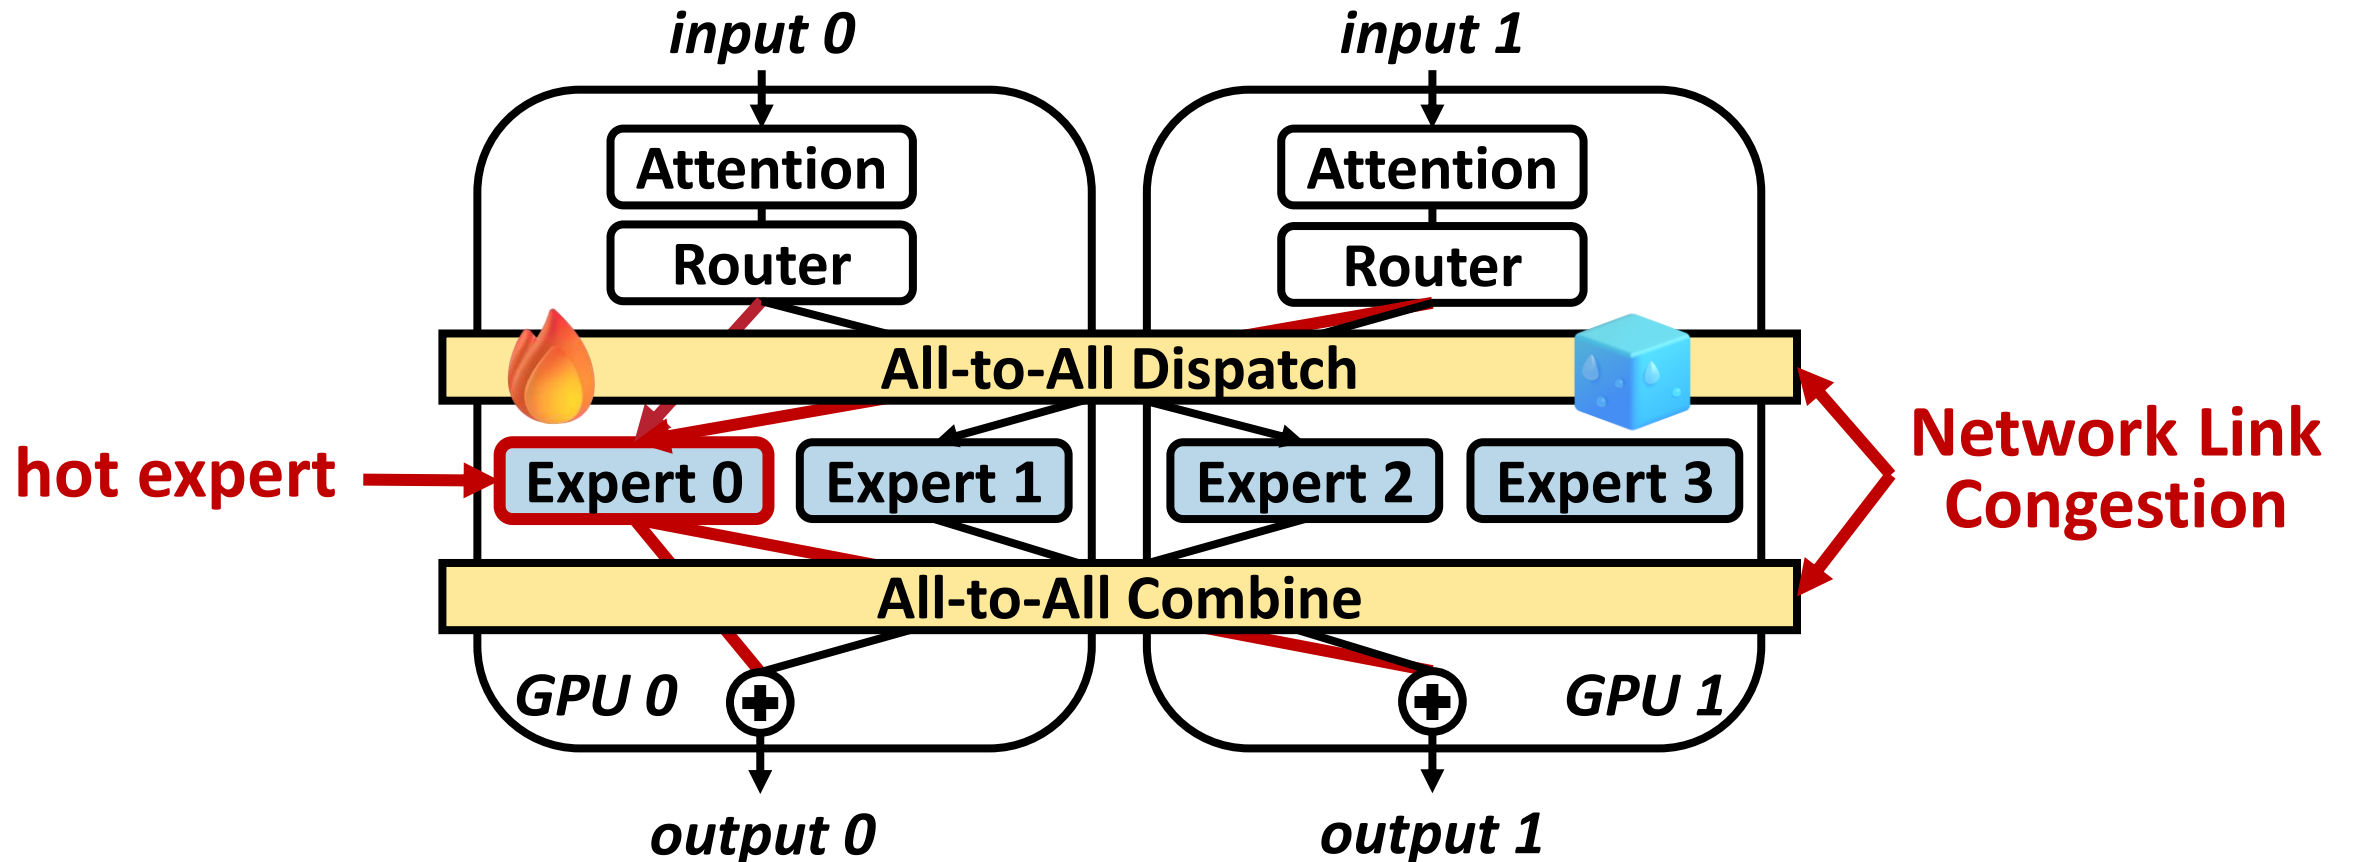 input 0
input 1
Attention
Attention
Router
Router
All-to-All Dispatch
hot expert
Expert 0
Expert 1
Expert 2
Expert 3
Network Link
Congestion
All-to-All Combine
GPU 0
GPU 1
output 0
output 1